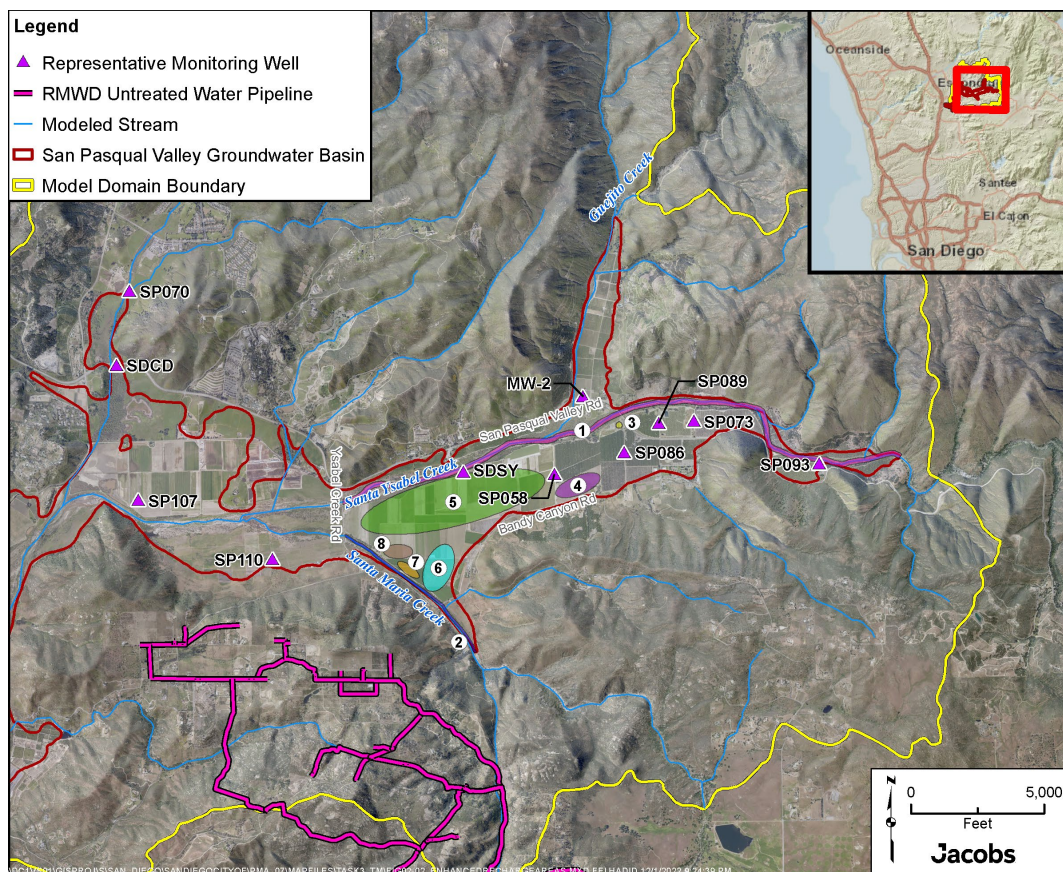 Legend
Representative Monitoring Well
RMWD Untreated Water Pipeline
Modeled Stream
San Pasqual Valley Groundwater Basin
Model Domain Boundary
Oceanside
Santee
El Cajon
San Diego
Guejito Creek
SP070
SDCD
MW-2
SP089
San Pasqual Valley Rd
1
3
SP073
SP086
SP093
Santa Ysabel Creek
SDSY
SP058
4
5
Bandy Canyon Rd
Ysabel Creek Rd
SP107
SP110
8
7
6
Santa Maria Creek
2
N
0 5,000
Feet
Jacobs